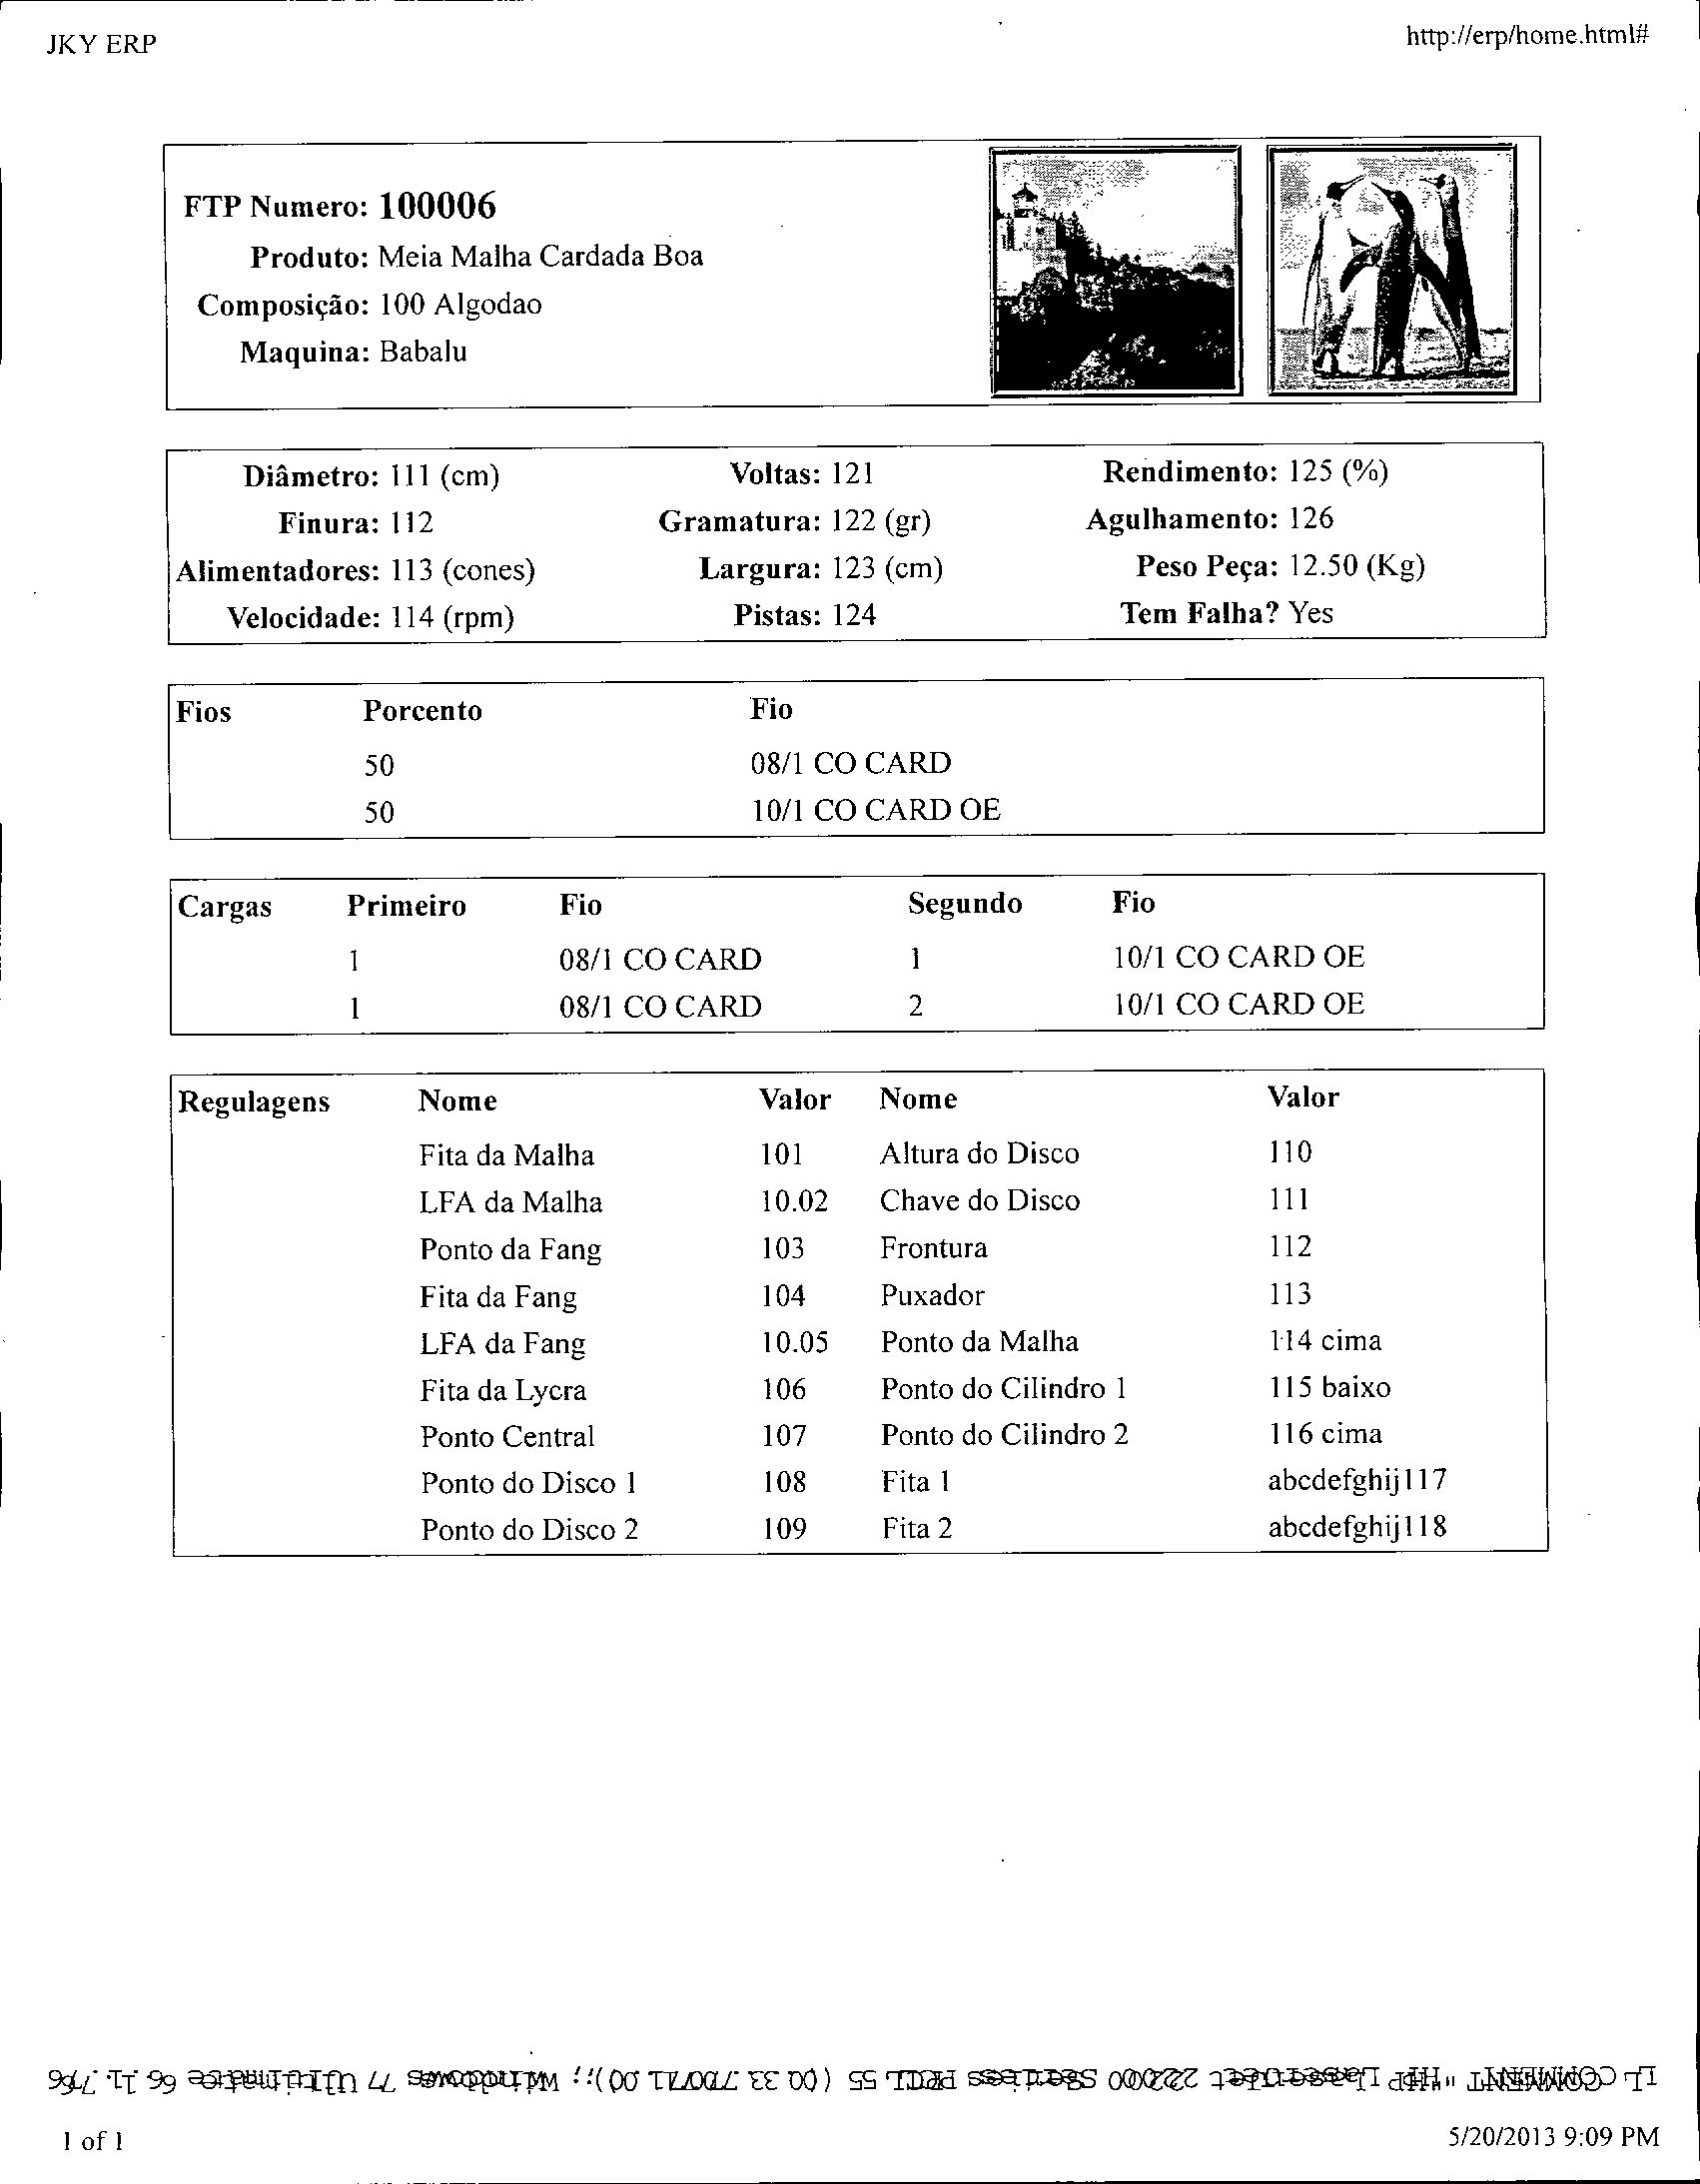 JKY ERP http://erp/home.html#
FTP Numero: 100006
Produto: Meia Malha Cardada Boa
Composição: 100 Algodao
Maquina: Babalu
Diâmetro: 111 (cm) Voltas: 121 Rendimento: 125 (%)
Finura: 112 Gramatura: 122 (gr) Agulhamento: 126
Alimentadores: 113 (cones) Largura: 123 (cm) Peso Peça: 12.50 (Kg)
Velocidade: 114 (rpm) Pistas: 124 Tem Falha? Yes
Fios Porcento Fio
50 08/1 CO CARD
50 10/1 CO CARD OE
Cargas Primeiro Fio Segundo Fio
1 08/1 CO CARD 1 10/1 CO CARD OE
1 08/1 CO CARD 2 10/1 CO CARD OE
Regulagens Nome Valor Nome Valor
Fita da Malha 101 Altura do Disco 110
LFA da Malha 10.02 Chave do Disco 111
Ponto da Fang 103 Frontura 112
Fita da Fang 104 Puxador 113
LFA da Fang 10.05 Ponto da Malha 114 cima
Fita da Lycra 106 Ponto do Cilindro 1 115 baixo
Ponto Central 107 Ponto do Cilindro 2 116 cima
Ponto do Disco 1 108 Fita 1 abcdefghij117
Ponto do Disco 2 109 Fita 2 abcdefghij118
1 of 1 5/20/2013 9:09 PM